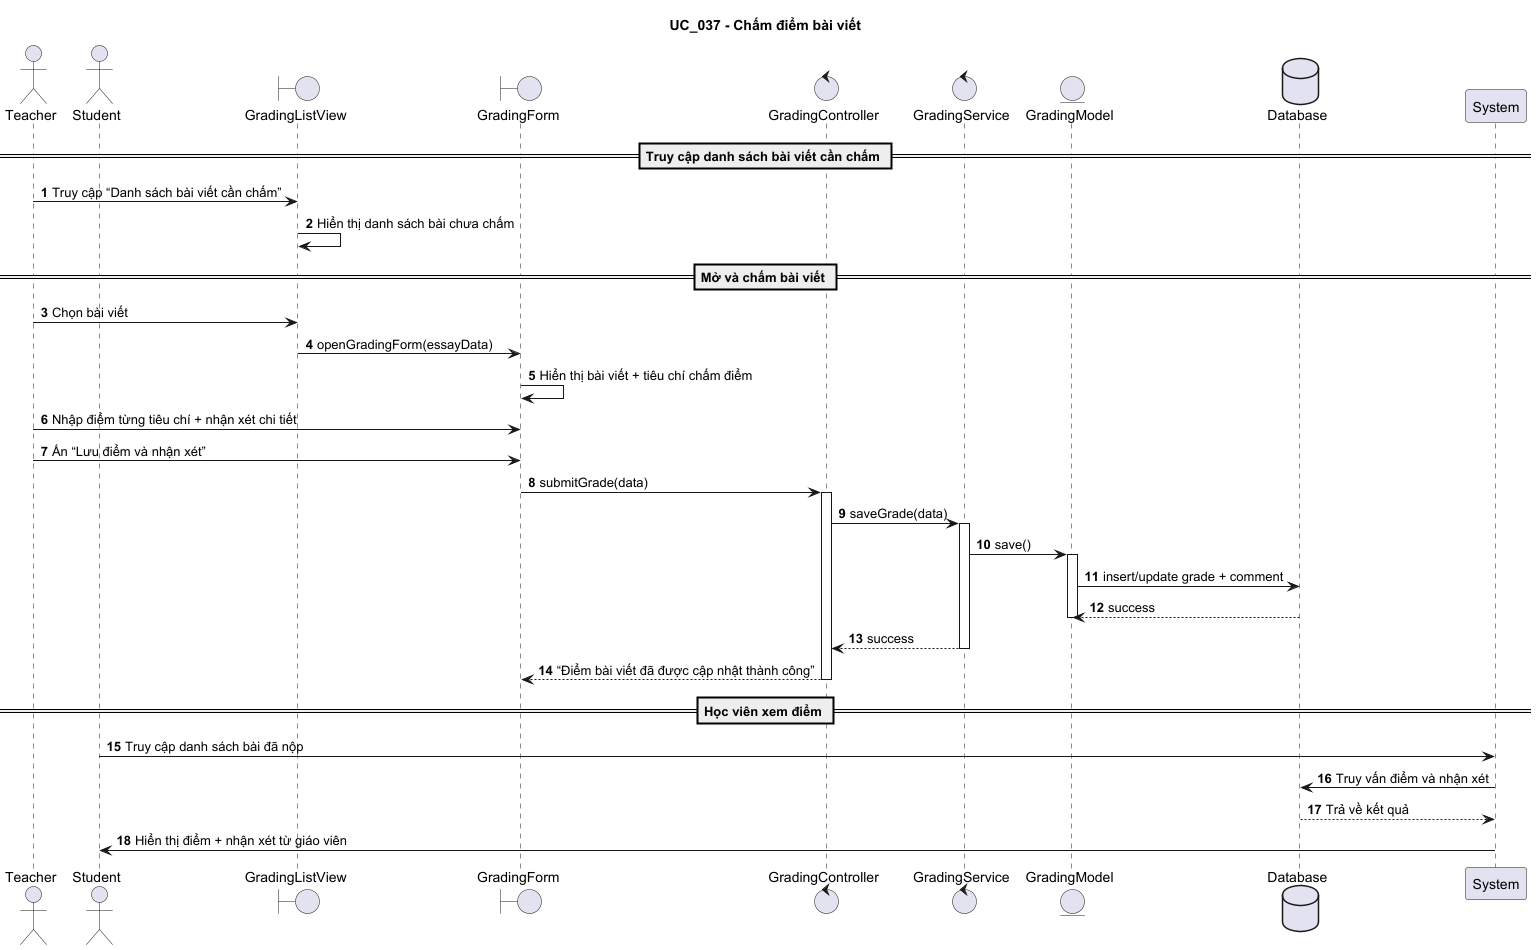 UC_037 - Chấm điểm bài viết
Teacher
Student
GradingListView
GradingForm
GradingController
GradingService
GradingModel
Database
System
Truy cập danh sách bài viết cần chấm
1 Truy cập “Danh sách bài viết cần chấm”
2 Hiển thị danh sách bài chưa chấm
Mở và chấm bài viết
3 Chọn bài viết
4 openGradingForm(essayData)
5 Hiển thị bài viết + tiêu chí chấm điểm
6 Nhập điểm từng tiêu chí + nhận xét chi tiết
7 Ấn “Lưu điểm và nhận xét”
8 submitGrade(data)
9 saveGrade(data)
10 save()
11 insert/update grade + comment
12 success
13 success
14 “Điểm bài viết đã được cập nhật thành công”
Học viên xem điểm
15 Truy cập danh sách bài đã nộp
16 Truy vấn điểm và nhận xét
17 Trả về kết quả
18 Hiển thị điểm + nhận xét từ giáo viên
Teacher
Student
GradingListView
GradingForm
GradingController
GradingService
GradingModel
Database
System